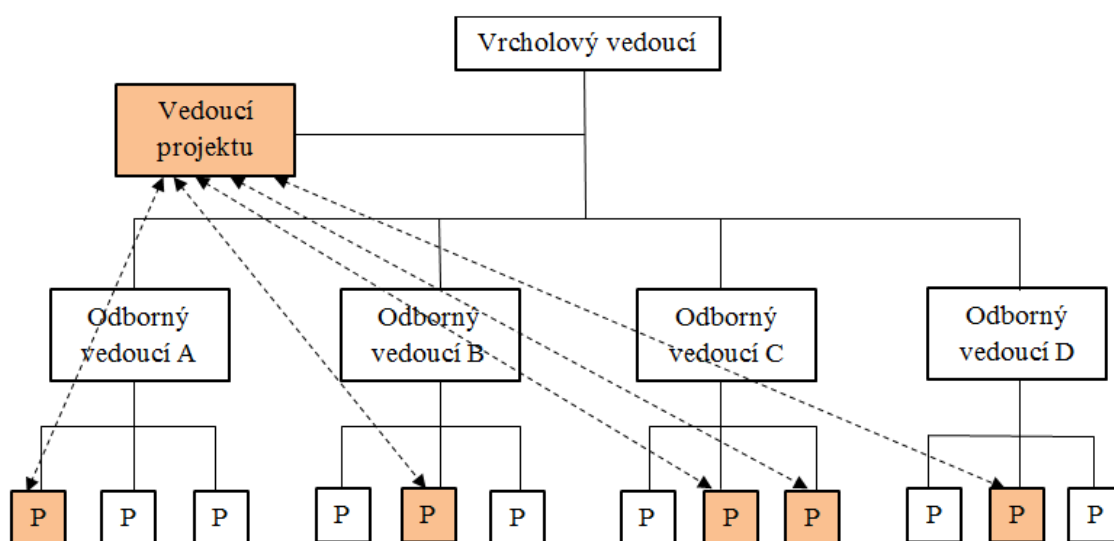 Vrcholový vedoucí
Vedoucí
projektu
Odborný
vedoucí A
Odborný
vedoucí B
Odborný
vedoucí C
Odborný
vedoucí D
P
P
P
P
P
P
P
P
P
P
P
P